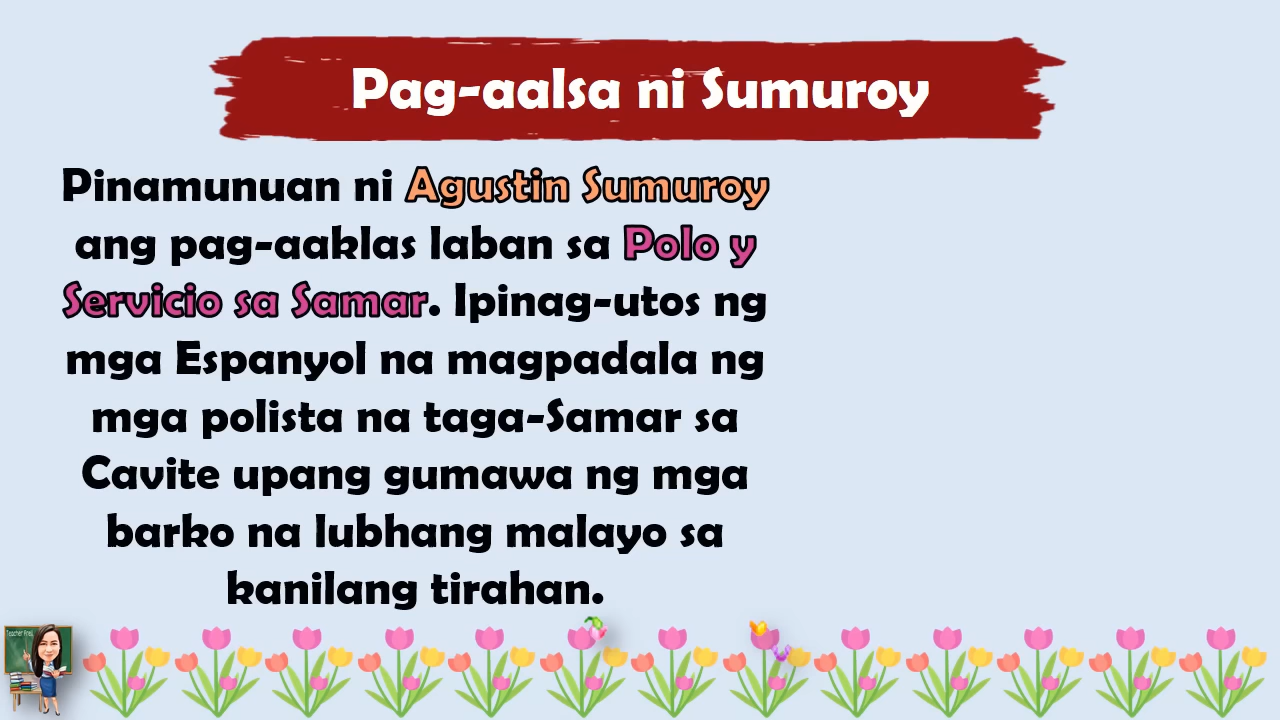 Pag-aalsa ni Sumuroy
Pinamunuan ni Agustin Sumuroy
ang pag-aaklas laban sa Polo y
Servicio sa Samar. Ipinag-utos ng
mga Espanyol na magpadala ng
mga polista na taga-Samar sa
Cavite upang gumawa ng mga
barko na lubhang malayo sa
kanilang tirahan.
Teacher